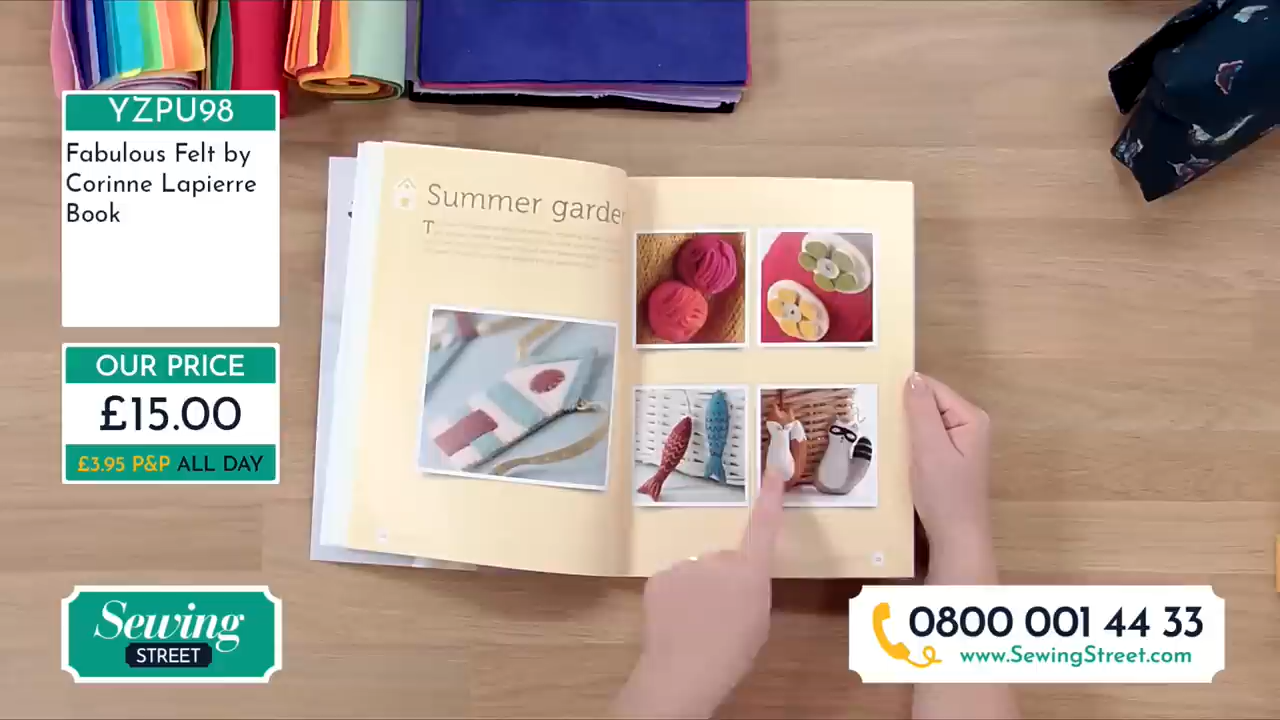 YZPU98
Fabulous Felt by
Corinne Lapierre
Book
OUR PRICE
£15.00
£3.95 P&P ALL DAY
Summer garden
T
Sewing
STREET
0800 001 44 33
www.SewingStreet.com